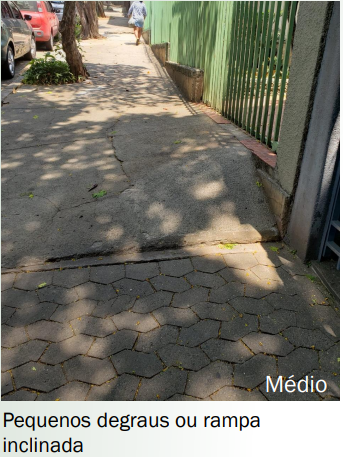 Médio
Pequenos degraus ou rampa
inclinada